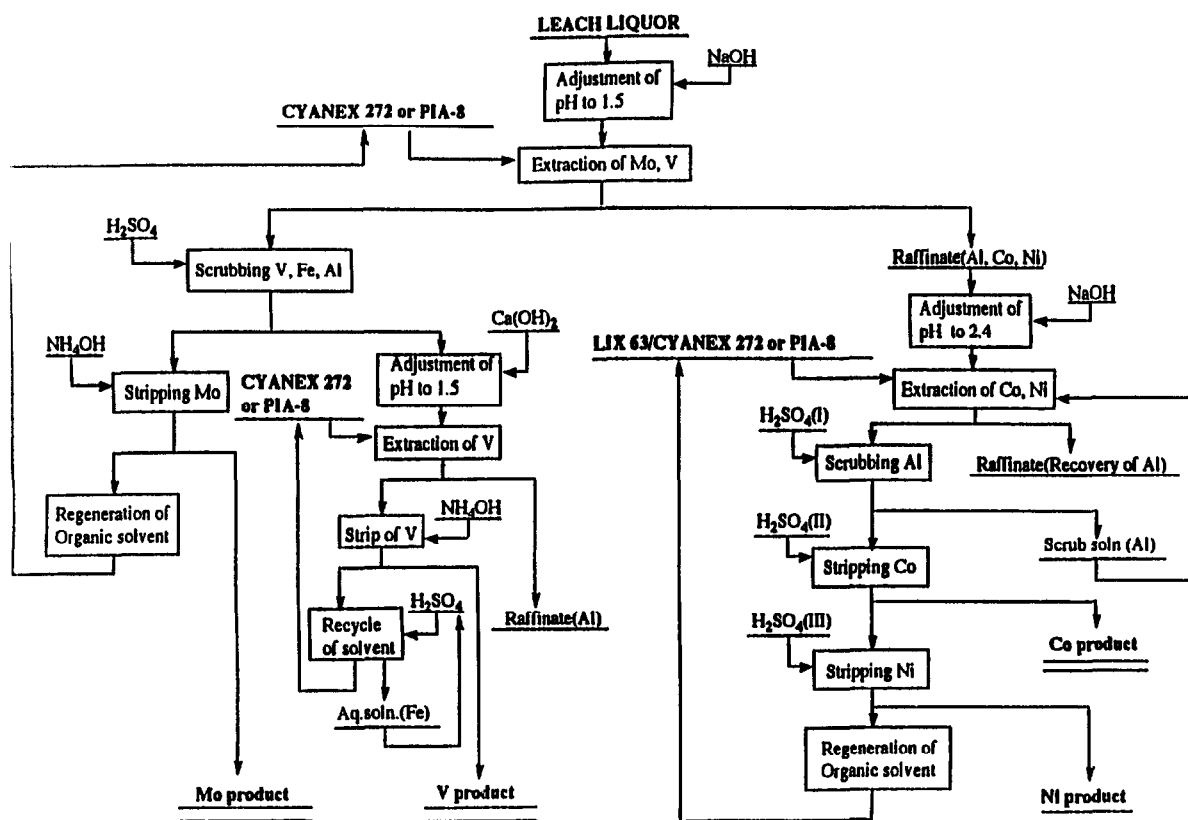 LEACH LIQUOR
NaOH
Adjustment of
pH to 1.5
CYANEX 272 or PIA-8
Extraction of Mo, V
H₂SO₄
Scrubbing V, Fe, Al
Raffinate(Al, Co, Ni)
NaOH
Adjustment of
pH to 2.4
Ca(OH)₂
NH₄OH
LIX 63/CYANEX 272 or PIA-8
Stripping Mo
CYANEX 272
or PIA-8
Adjustment of
pH to 1.5
Extraction of Co, Ni
H₂SO₄(I)
Extraction of V
Scrubbing Al
Raffinate(Recovery of Al)
Regeneration of
Organic solvent
NH₄OH
Strip of V
H₂SO₄(II)
Stripping Co
Scrub soln (Al)
H₂SO₄
Recycle
of solvent
Raffinate(Al)
H₂SO₄(III)
Stripping Ni
Co product
Aq.soln.(Fe)
Regeneration of
Organic solvent
Mo product
V product
Ni product